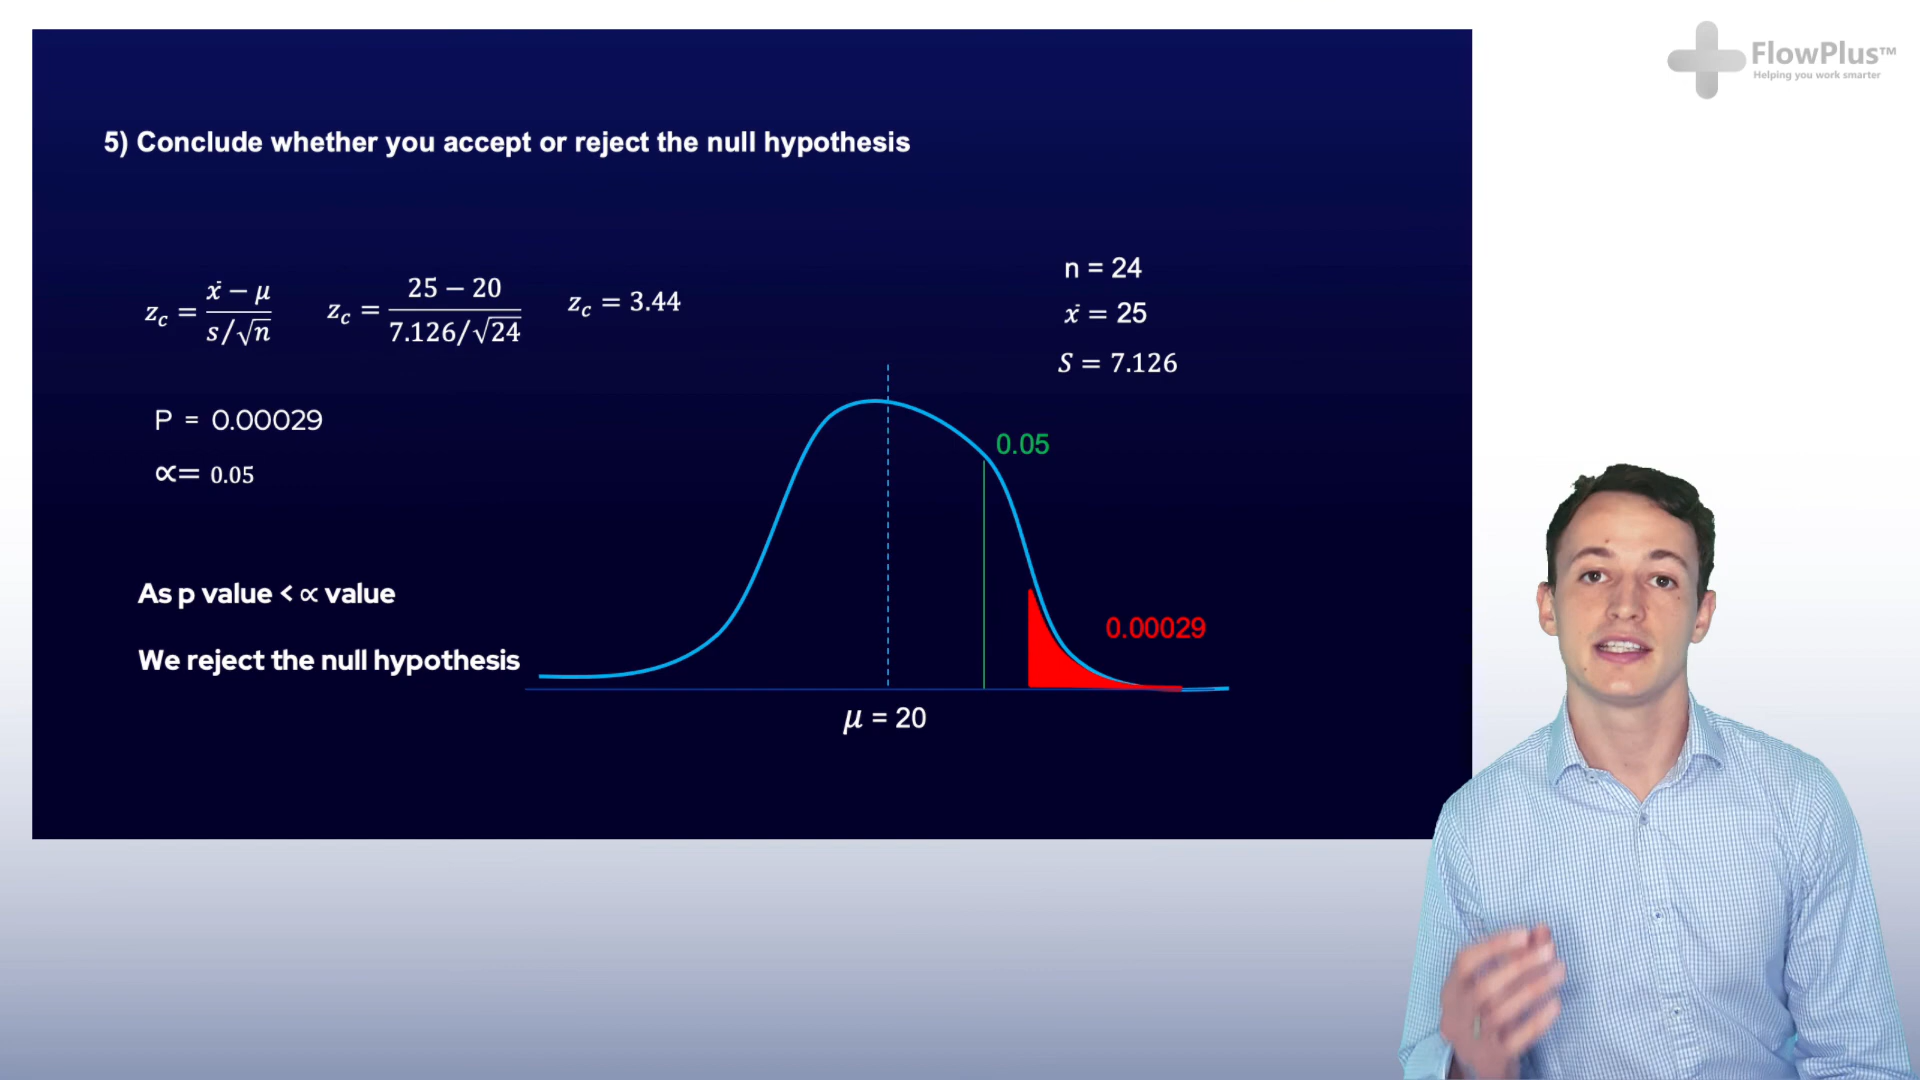 FlowPlus™
Helping you work smarter
5) Conclude whether you accept or reject the null hypothesis
z_c = (ẋ − μ)/(s/√n)   z_c = (25 − 20)/(7.126/√24)   z_c = 3.44
n = 24
ẋ = 25
S = 7.126
P = 0.00029
∝= 0.05
0.05
As p value < ∝ value
0.00029
We reject the null hypothesis
μ = 20